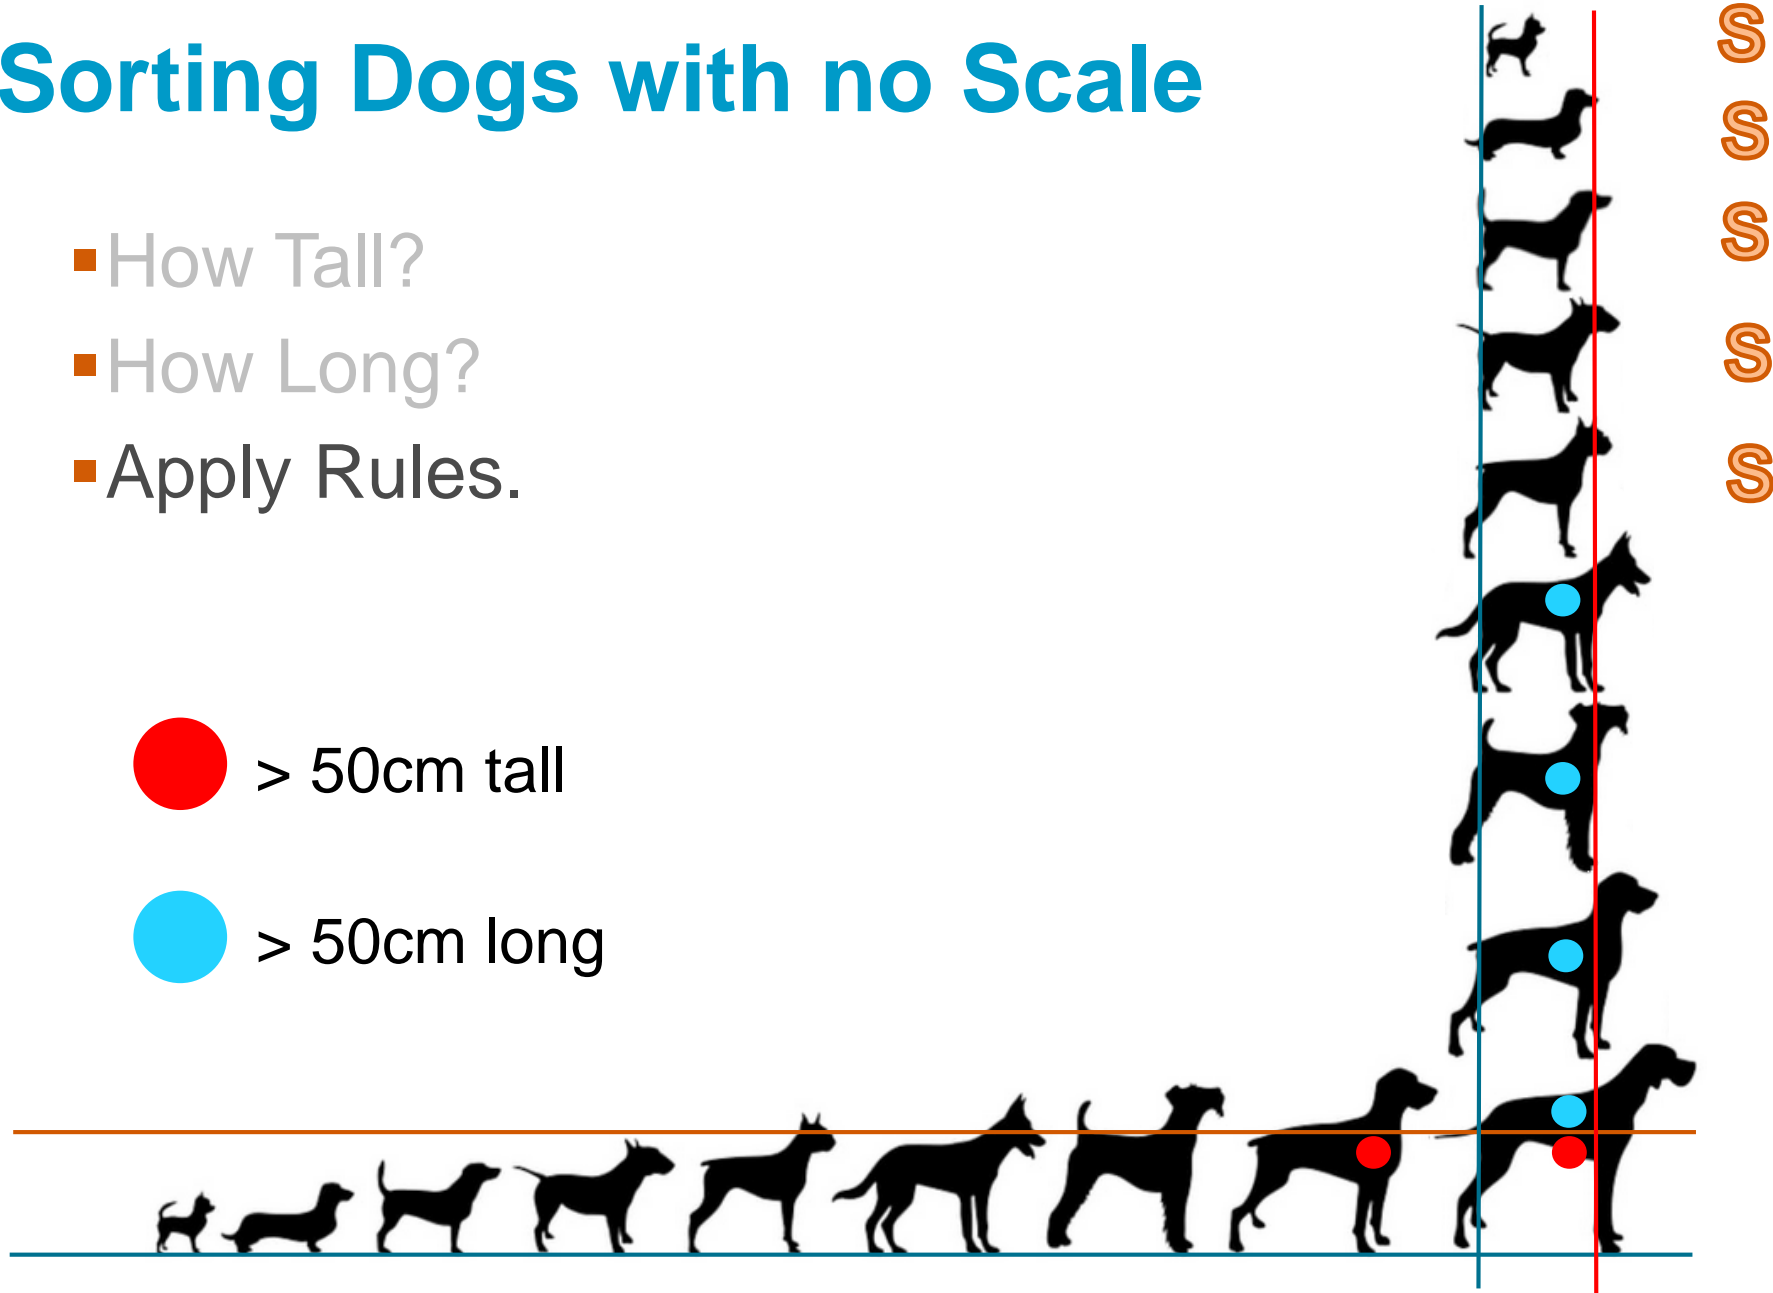 Sorting Dogs with no Scale
How Tall?
How Long?
Apply Rules.
> 50cm tall
> 50cm long
S
S
S
S
S